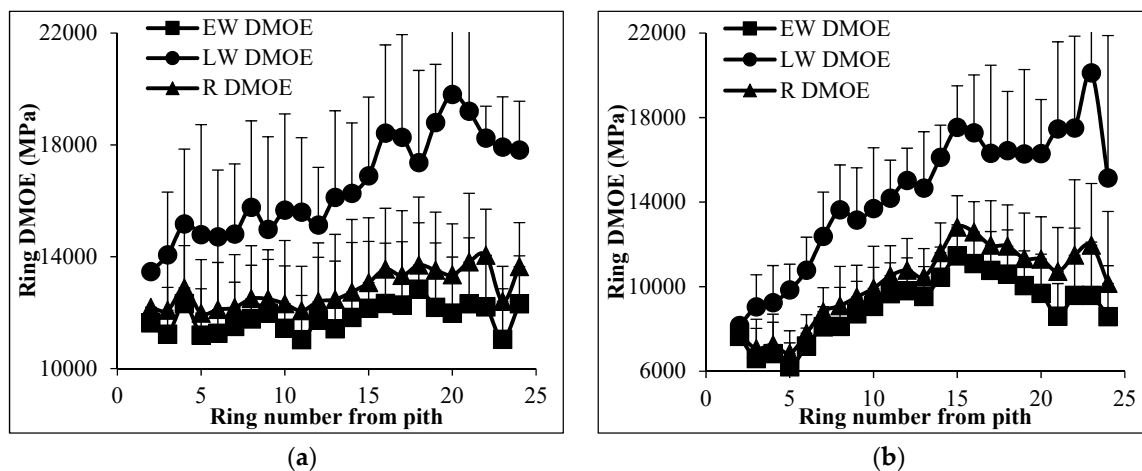 22000
EW DMOE
LW DMOE
R DMOE
18000
14000
10000
Ring DMOE (MPa)
0 5 10 15 20 25
Ring number from pith
(a)
22000
EW DMOE
LW DMOE
R DMOE
18000
14000
10000
6000
Ring DMOE (MPa)
0 5 10 15 20 25
Ring number from pith
(b)